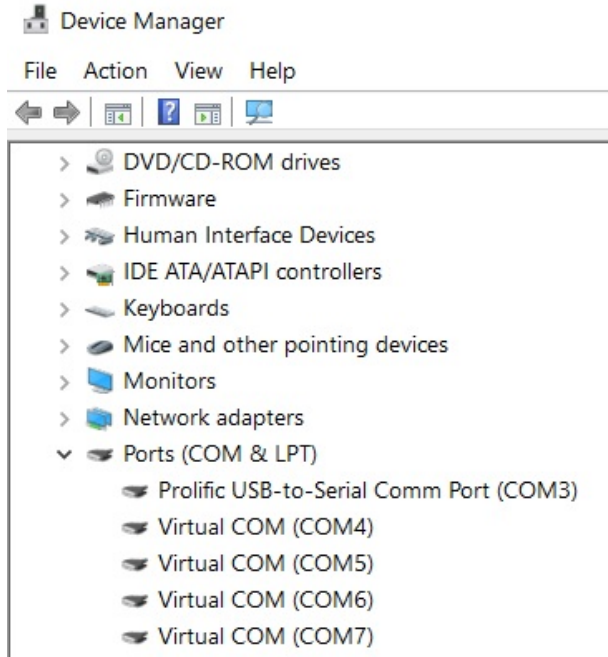 Device Manager
File Action View Help
DVD/CD-ROM drives
Firmware
Human Interface Devices
IDE ATA/ATAPI controllers
Keyboards
Mice and other pointing devices
Monitors
Network adapters
Ports (COM & LPT)
Prolific USB-to-Serial Comm Port (COM3)
Virtual COM (COM4)
Virtual COM (COM5)
Virtual COM (COM6)
Virtual COM (COM7)